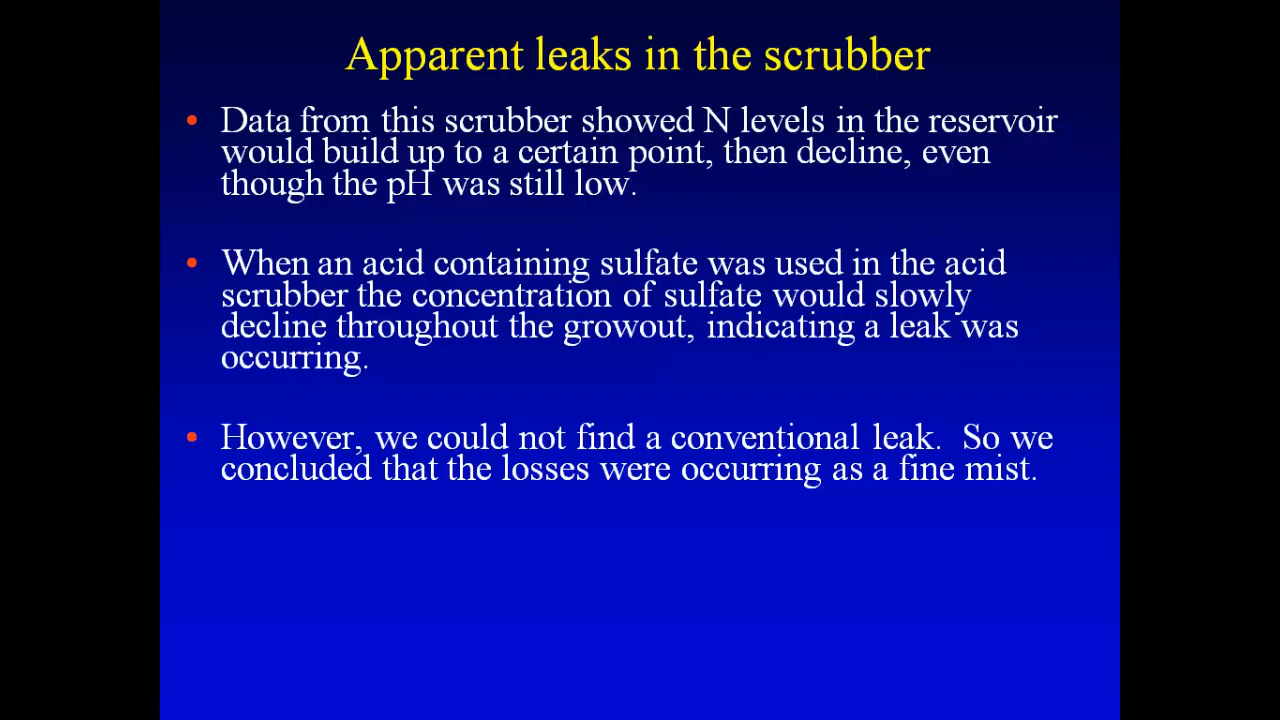 Apparent leaks in the scrubber
• Data from this scrubber showed N levels in the reservoir
would build up to a certain point, then decline, even
though the pH was still low.
• When an acid containing sulfate was used in the acid
scrubber the concentration of sulfate would slowly
decline throughout the growout, indicating a leak was
occurring.
• However, we could not find a conventional leak.  So we
concluded that the losses were occurring as a fine mist.